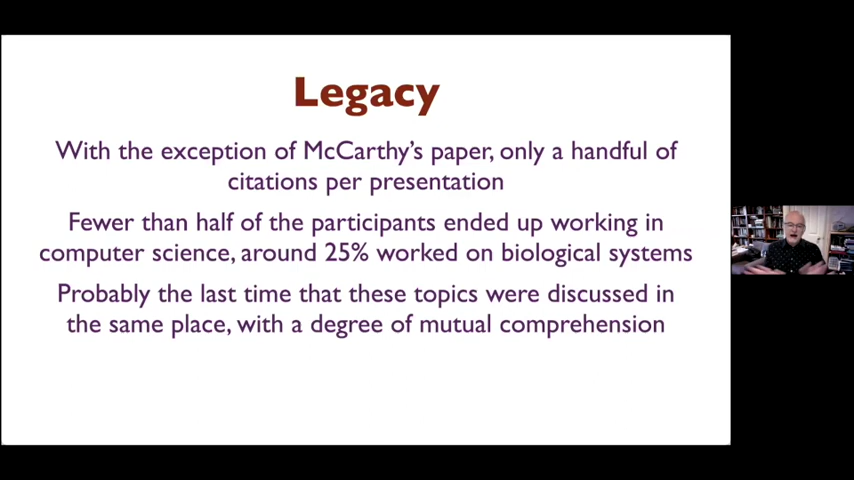 Legacy
With the exception of McCarthy's paper, only a handful of
citations per presentation
Fewer than half of the participants ended up working in
computer science, around 25% worked on biological systems
Probably the last time that these topics were discussed in
the same place, with a degree of mutual comprehension